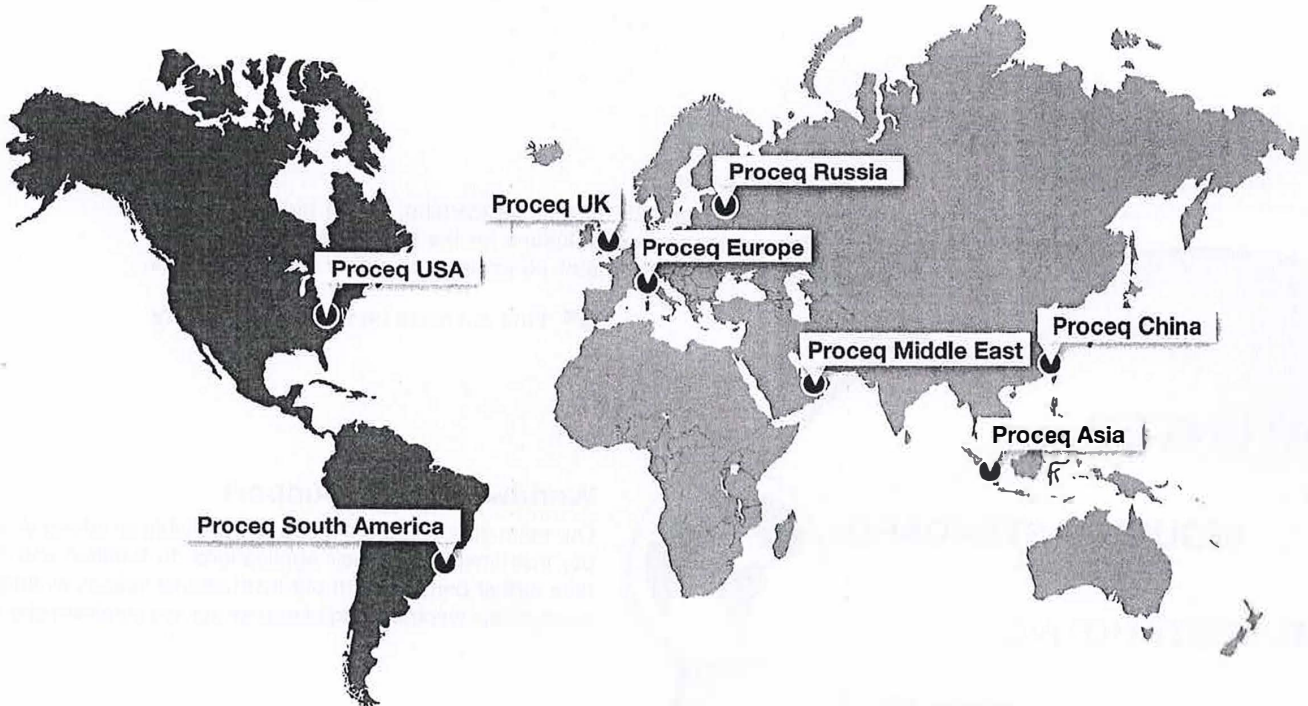 Proceq Russia
Proceq UK
Proceq Europe
Proceq USA
Proceq China
Proceq Middle East
Proceq Asia
Proceq South America